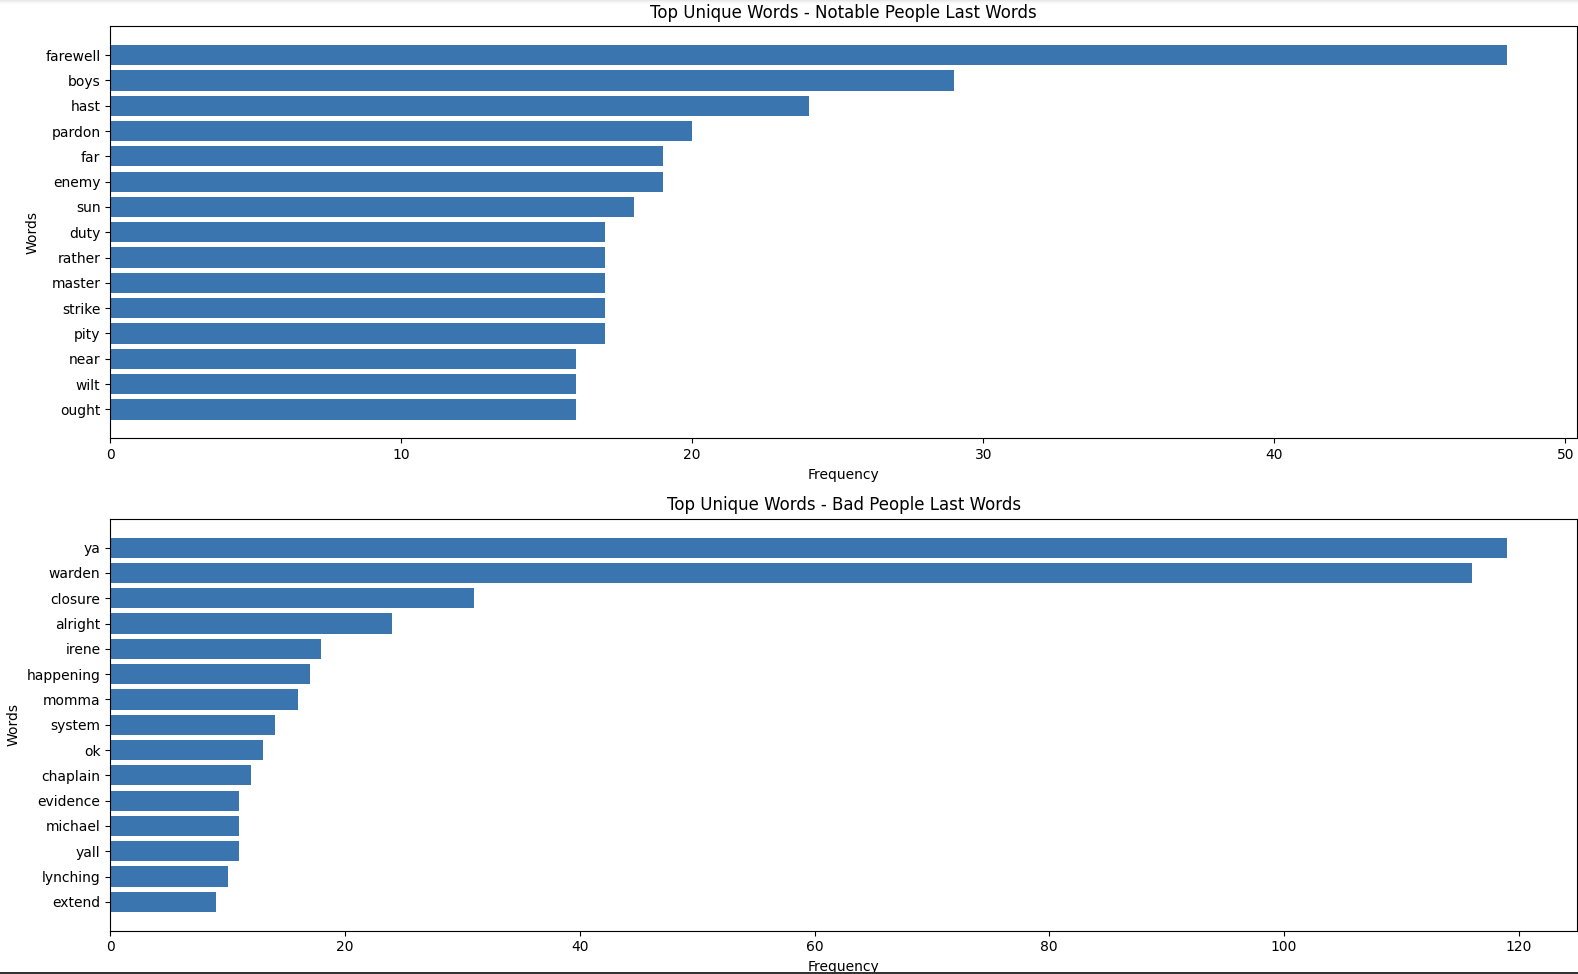 Top Unique Words - Notable People Last Words
farewell
boys
hast
pardon
far
enemy
sun
duty
rather
master
strike
pity
near
wilt
ought
Words
0 10 20 30 40 50
Frequency
Top Unique Words - Bad People Last Words
ya
warden
closure
alright
irene
happening
momma
system
ok
chaplain
evidence
michael
yall
lynching
extend
Words
0 20 40 60 80 100 120
Frequency